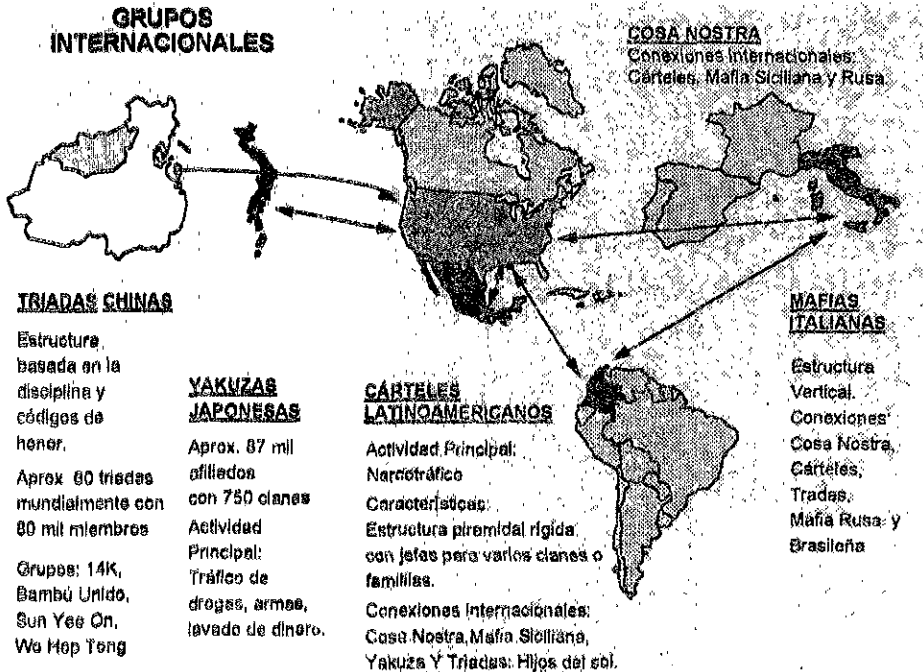 GRUPOS
INTERNACIONALES
COSA NOSTRA
Conexiones Internacionales:
Cárteles, Mafia Siciliana y Rusa
TRIADAS CHINAS
Estructura
basada en la
disciplina y
códigos de
honor.
Aprox. 60 triadas
mundialmente con
80 mil miembros
Grupos: 14K,
Bambú Unido,
Sun Yee On,
Wo Hop Tong
YAKUZAS
JAPONESAS
Aprox. 87 mil
afiliados
con 750 clanes
Actividad
Principal:
Tráfico de
drogas, armas,
lavado de dinero.
CÁRTELES
LATINOAMERICANOS
Actividad Principal:
Narcotráfico
Características:
Estructura piramidal rígida
con jefes para varios clanes o
familias.
Conexiones Internacionales:
Cosa Nostra, Mafia Siciliana,
Yakuza Y Triadas: Hijos del sol.
MAFIAS
ITALIANAS
Estructura
Vertical.
Conexiones
Cosa Nostra,
Cárteles,
Triadas,
Mafia Rusa y
Brasileña